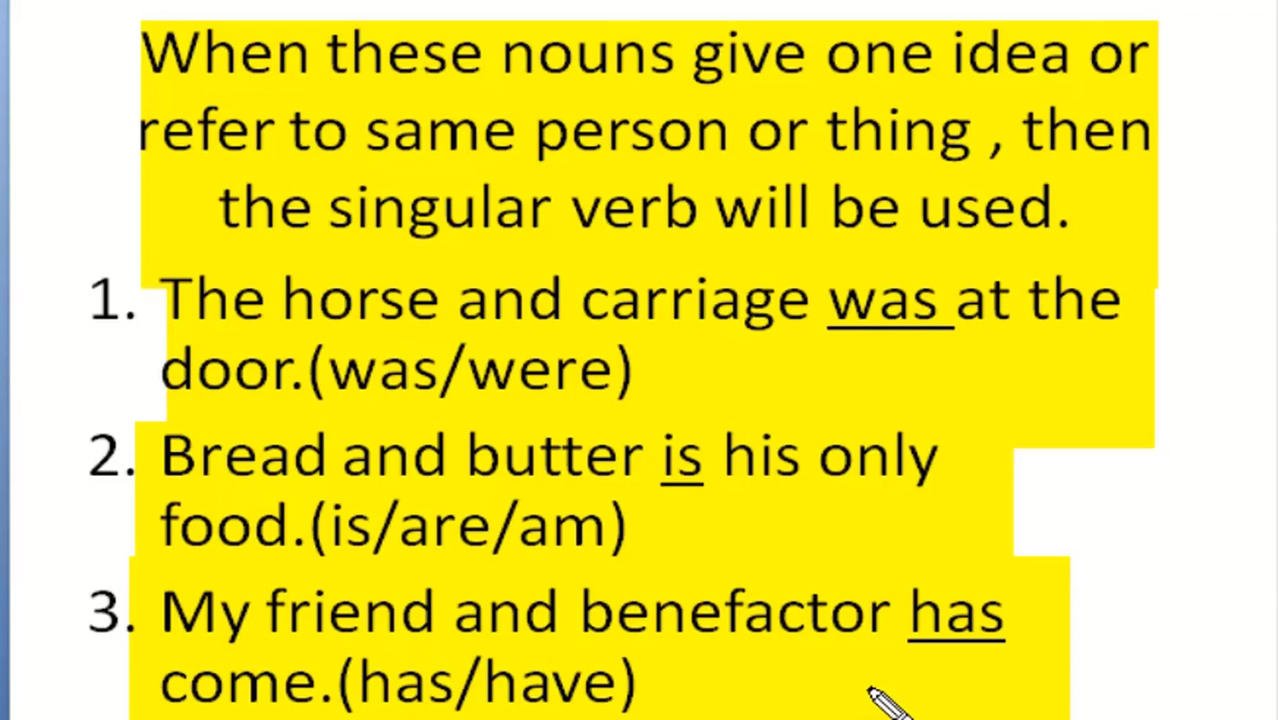 When these nouns give one idea or
refer to same person or thing , then
the singular verb will be used.
1. The horse and carriage was at the
door.(was/were)
2. Bread and butter is his only
food.(is/are/am)
3. My friend and benefactor has
come.(has/have)